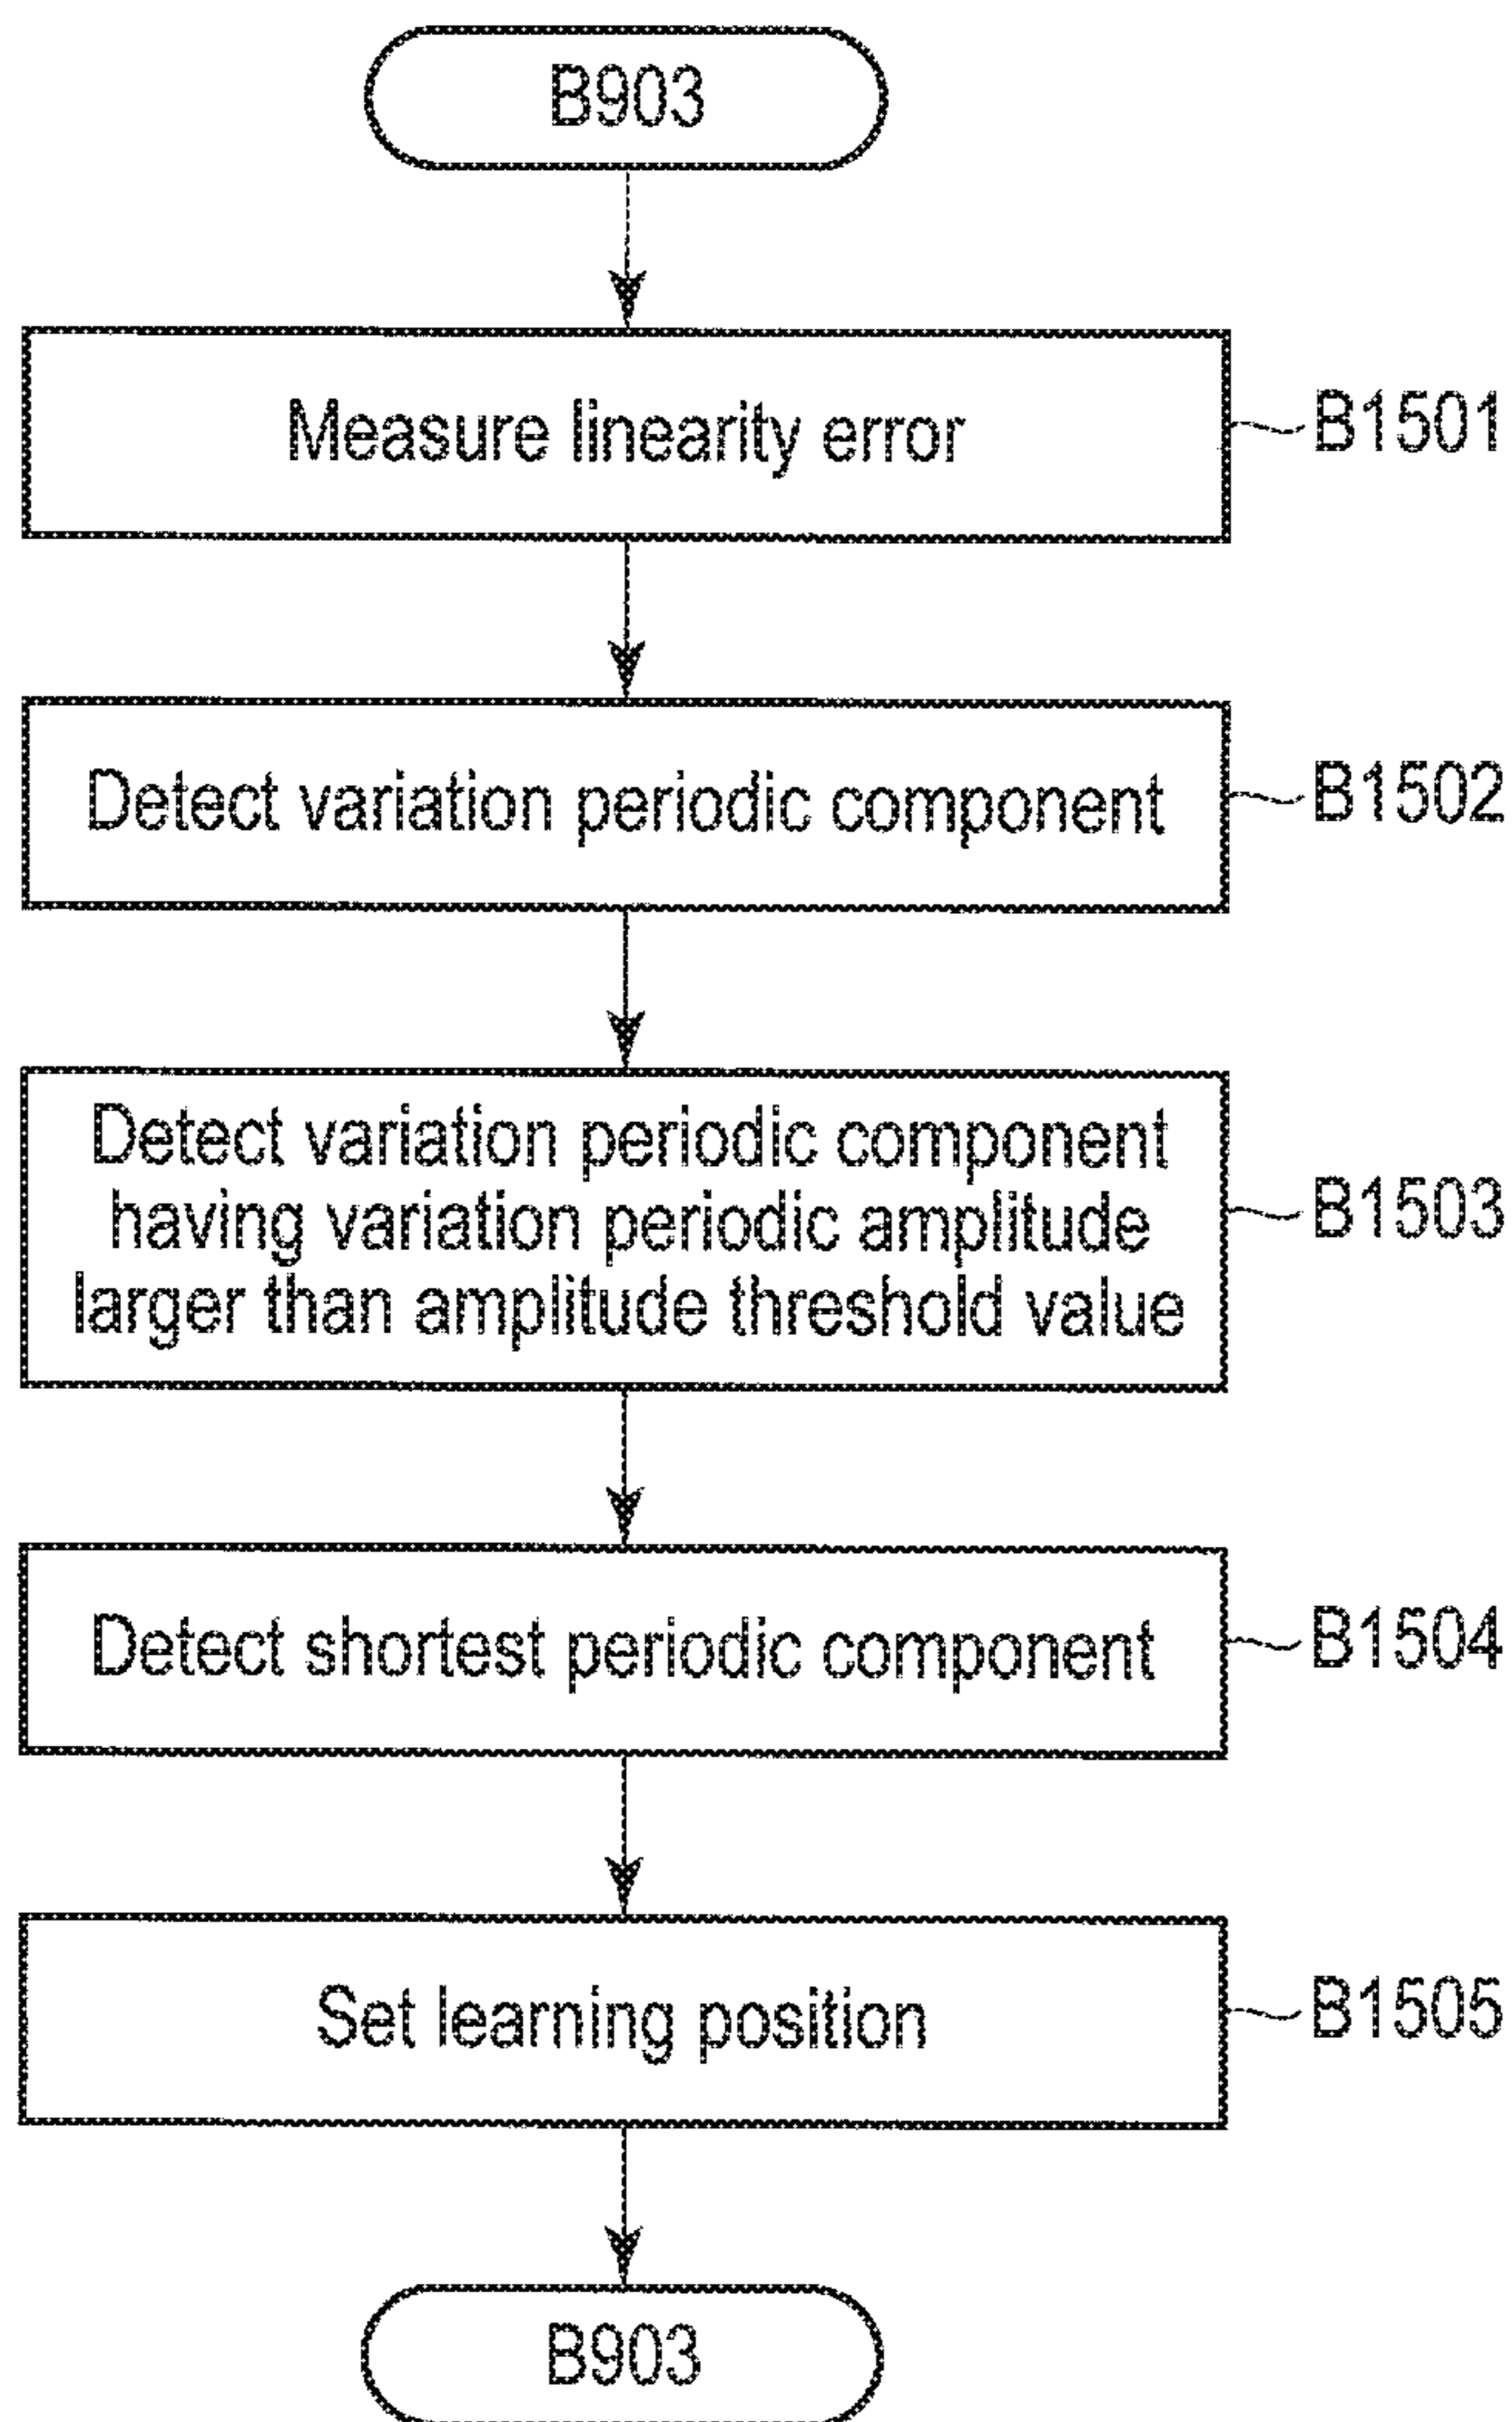 B903
Measure linearity error
B1501
Detect variation periodic component
B1502
Detect variation periodic component
having variation periodic amplitude
larger than amplitude threshold value
B1503
Detect shortest periodic component
B1504
Set learning position
B1505
B903